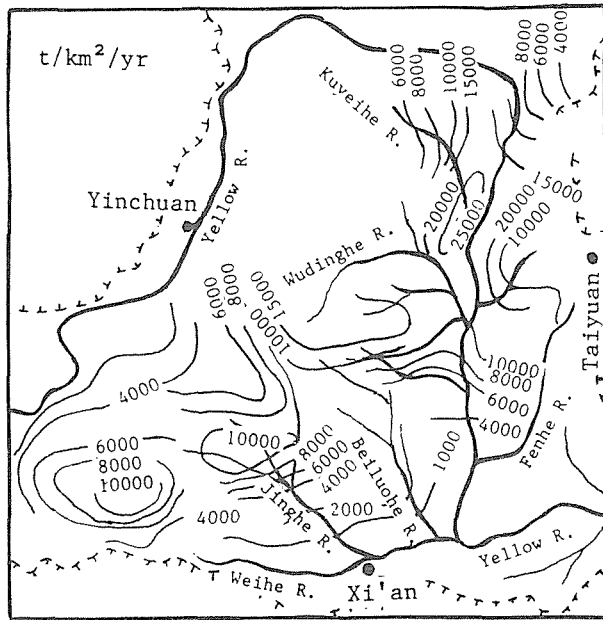 t/km²/yr
6000
8000
10000
15000
8000
6000
4000
Kuyeihe R.
Yellow R.
Yinchuan
20000
25000
15000
20000
10000
Wudinghe R.
Taiyuan
15000
10000
8000
6000
4000
10000
8000
6000
4000
1000
Fenhe R.
6000
8000
10000
10000
8000
6000
4000
2000
Jinghe R.
Beiluohe R.
4000
Weihe R.
Xi'an
Yellow R.